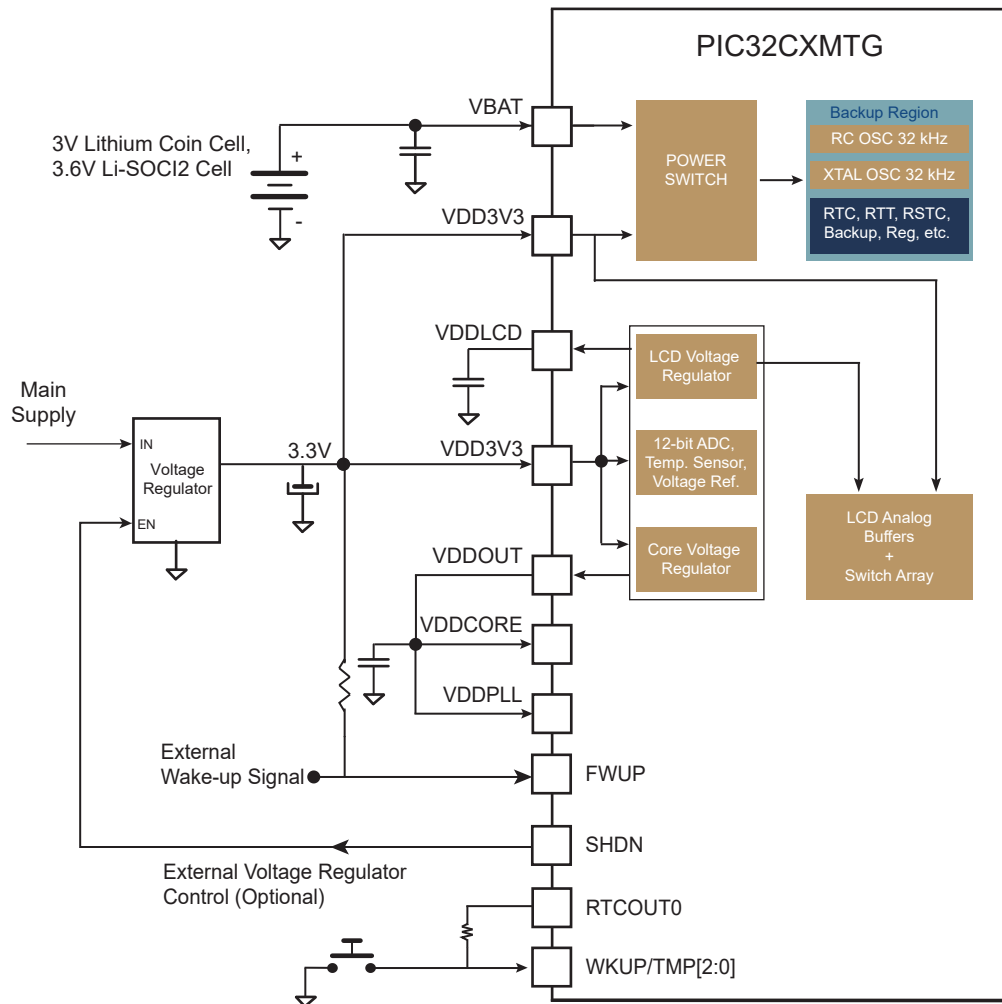 PIC32CXMTG
VBAT
3V Lithium Coin Cell,
3.6V Li-SOCI2 Cell
+
-
POWER
SWITCH
Backup Region
RC OSC 32 kHz
XTAL OSC 32 kHz
RTC, RTT, RSTC,
Backup, Reg, etc.
VDD3V3
VDDLCD
LCD Voltage
Regulator
Main
Supply
IN
Voltage
Regulator
EN
3.3V
VDD3V3
12-bit ADC,
Temp. Sensor,
Voltage Ref.
Core Voltage
Regulator
LCD Analog
Buffers
+
Switch Array
VDDOUT
VDDCORE
VDDPLL
External
Wake-up Signal
FWUP
SHDN
External Voltage Regulator
Control (Optional)
RTCOUT0
WKUP/TMP[2:0]